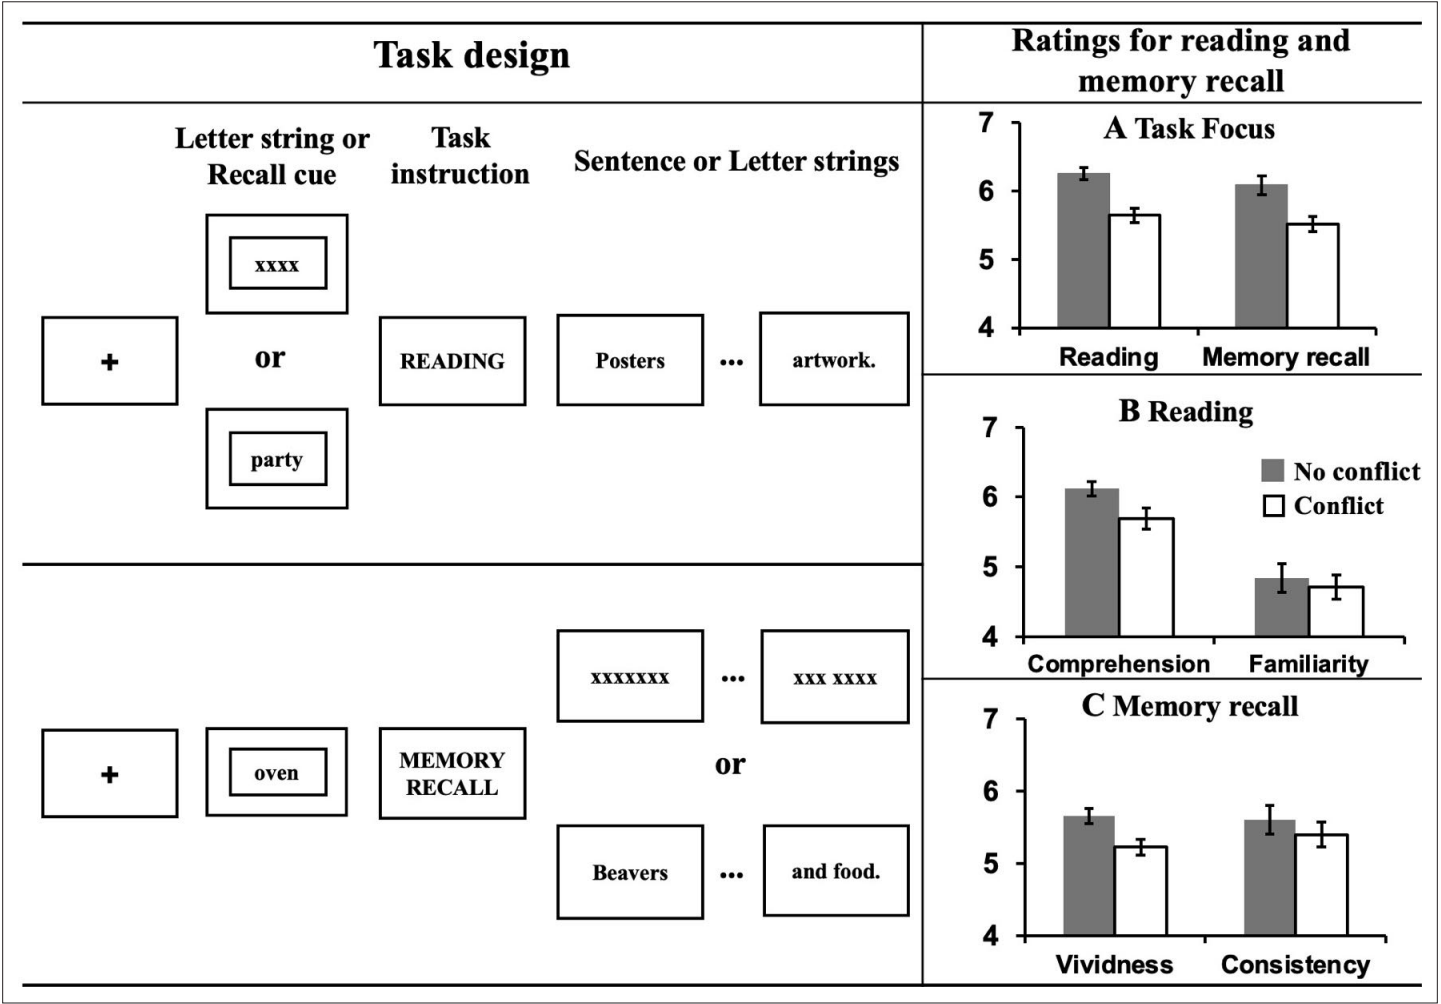 Task design
Ratings for reading and
memory recall
Letter string or
Recall cue
Task
instruction
Sentence or Letter strings
xxxx
+
or
READING
Posters
...
artwork.
party
xxxxxxx
...
xxx xxxx
+
oven
MEMORY
RECALL
or
Beavers
...
and food.
A Task Focus
7
6
5
4
Reading
Memory recall
B Reading
7
6
5
4
No conflict
Conflict
Comprehension
Familiarity
C Memory recall
7
6
5
4
Vividness
Consistency